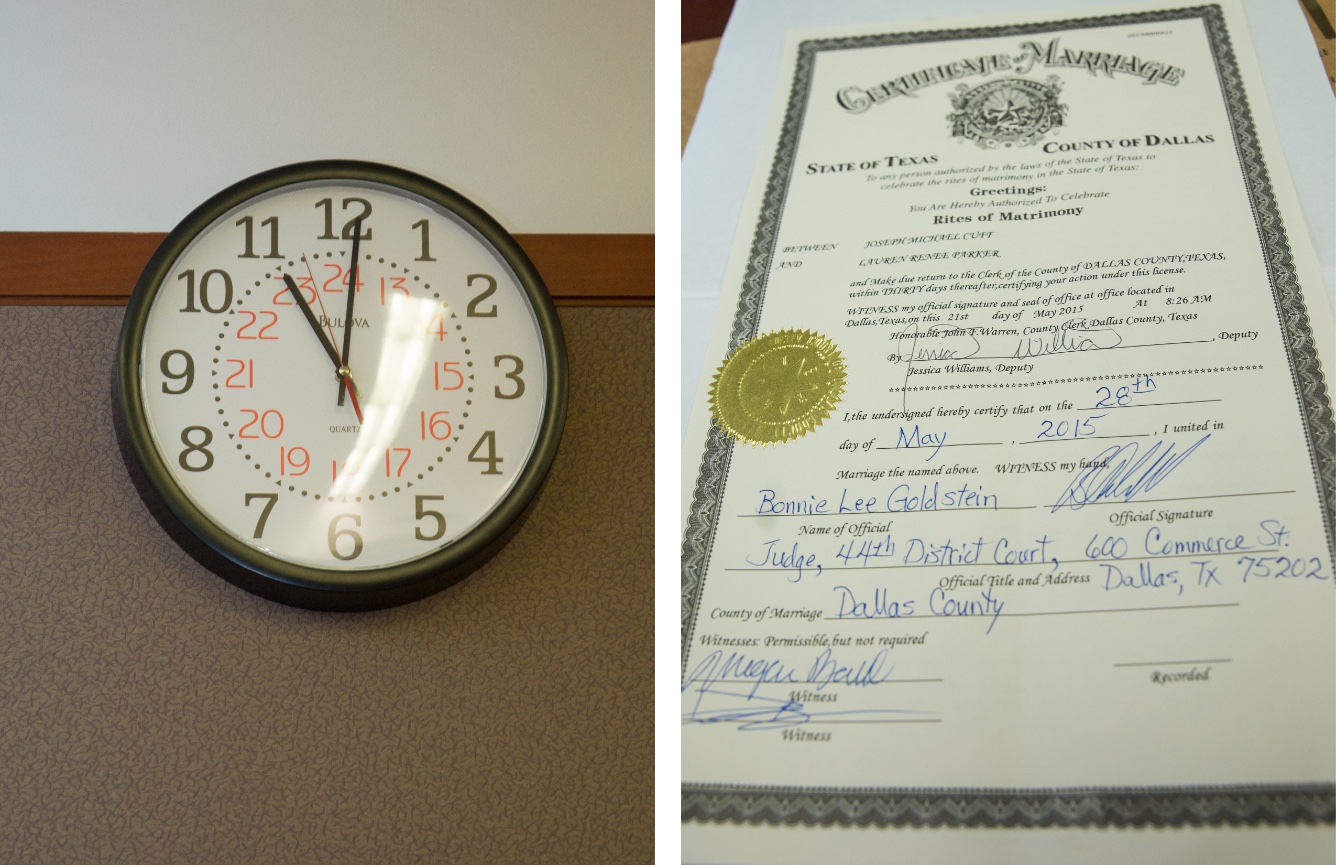 12
1
2
3
4
5
6
7
8
9
10
11
24
13
15
16
17
19
20
21
22
23
BULOVA
QUARTZ
CERTIFICATE OF MARRIAGE
STATE OF TEXAS COUNTY OF DALLAS
To any person authorized by the laws of the State of Texas to
celebrate the rites of matrimony in the State of Texas:
Greetings:
You Are Hereby Authorized To Celebrate
Rites of Matrimony
BETWEEN JOSEPH MICHAEL CUFF
AND LAUREN RENEE PARKER
and Make due return to the Clerk of the County of DALLAS COUNTY,TEXAS,
within THIRTY days thereafter,certifying your action under this license.
WITNESS my official signature and seal of office at office located in
Dallas,Texas,on this 21st day of May 2015 At 8:26 AM
Honorable John F.Warren, County Clerk Dallas County, Texas
By Jessica Williams, Deputy
Jessica Williams, Deputy
I,the undersigned hereby certify that on the 28th
day of May, 2015, I united in
Marriage the named above. WITNESS my hand,
Bonnie Lee Goldstein
Name of Official Official Signature
Judge, 44th District Court, 600 Commerce St.
Official Title and Address Dallas, Tx 75202
County of Marriage Dallas County
Witnesses: Permissible,but not required
Witness
Recorded
Witness